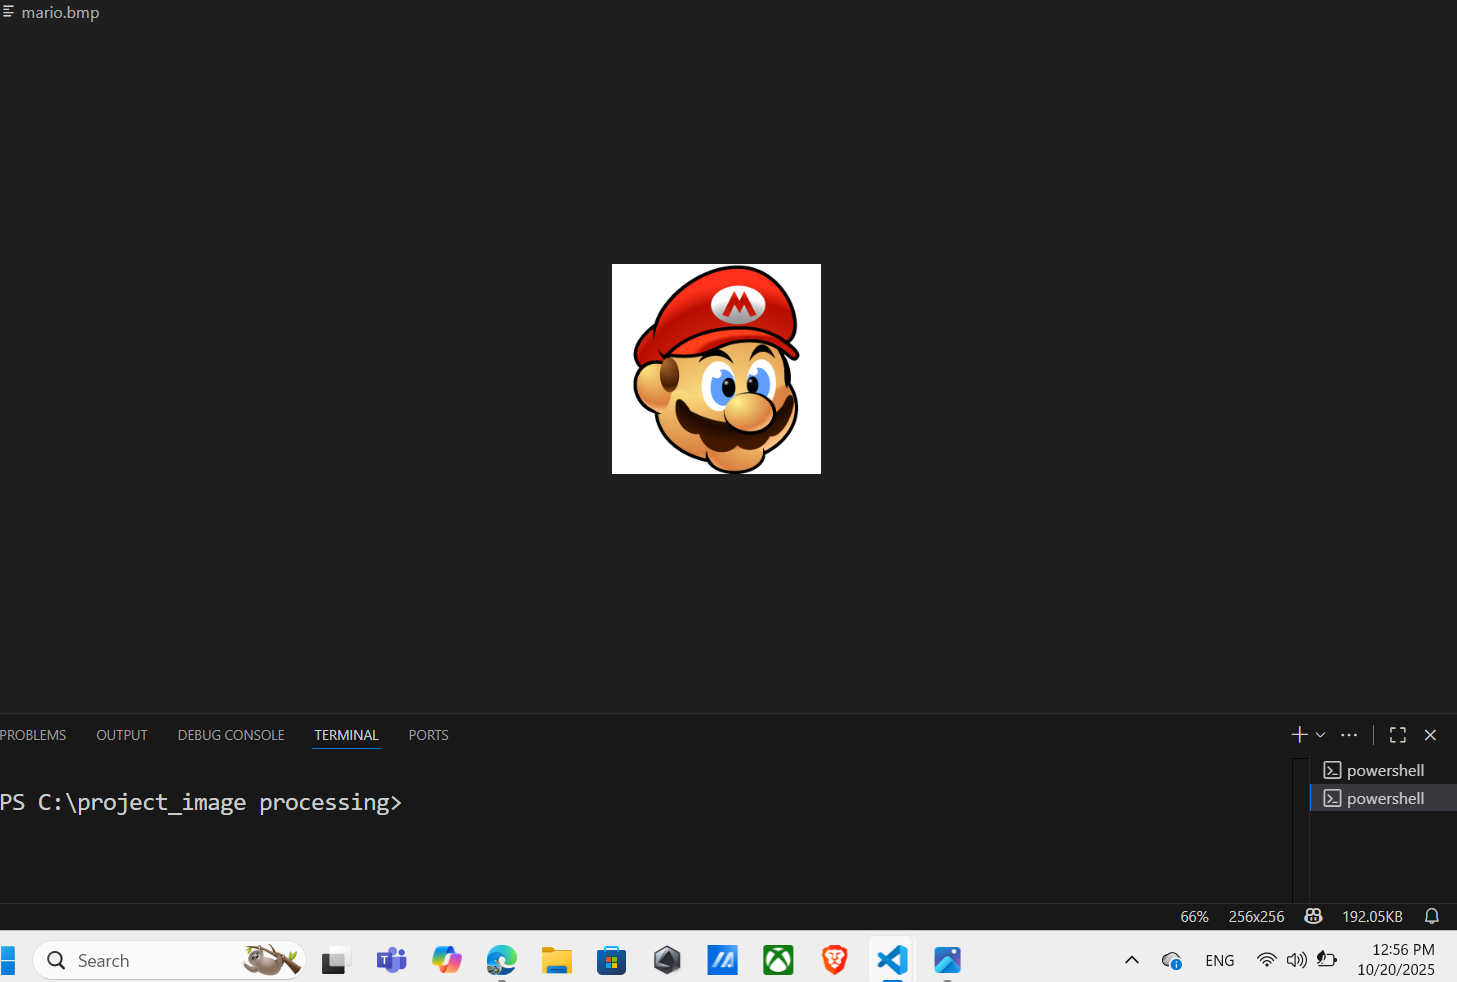 mario.bmp
M
PROBLEMS OUTPUT DEBUG CONSOLE TERMINAL PORTS
powershell
PS C:\project_image processing>
powershell
66% 256x256 192.05KB
Search
ENG
12:56 PM
10/20/2025